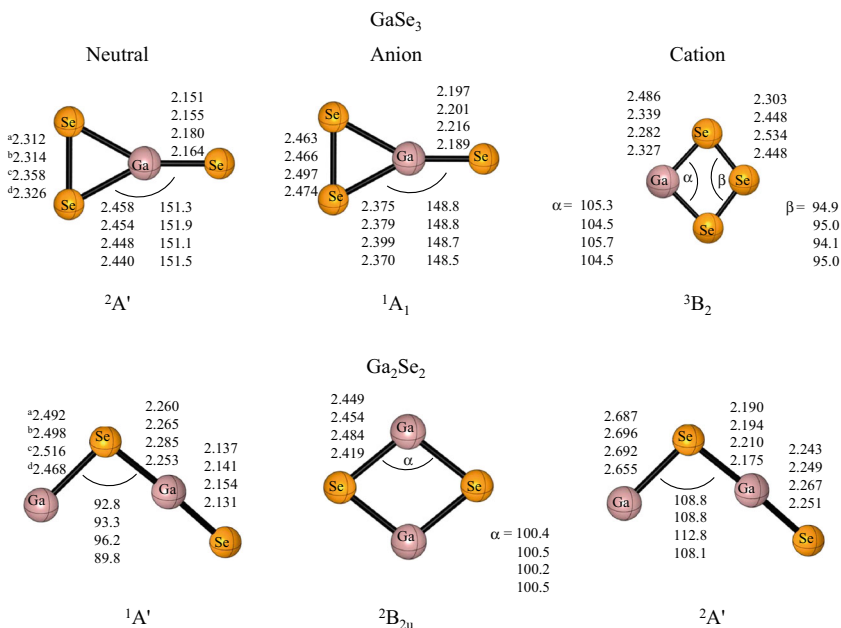 GaSe₃
Neutral Anion Cation
Se
Se
Ga
Se
ᵃ2.312
ᵇ2.314
ᶜ2.358
ᵈ2.326
2.151
2.155
2.180
2.164
2.458 151.3
2.454 151.9
2.448 151.1
2.440 151.5
²A'
Se
Se
Ga
Se
2.463
2.466
2.497
2.474
2.197
2.201
2.216
2.189
2.375 148.8
2.379 148.8
2.399 148.7
2.370 148.5
¹A₁
2.486
2.339
2.282
2.327
2.303
2.448
2.534
2.448
Se
Ga
α
β
Se
Se
α = 105.3
104.5
105.7
104.5
β = 94.9
95.0
94.1
95.0
³B₂
Ga₂Se₂
ᵃ2.492
ᵇ2.498
ᶜ2.516
ᵈ2.468
Se
2.260
2.265
2.285
2.253
2.137
2.141
2.154
2.131
Ga
Ga
Se
92.8
93.3
96.2
89.8
¹A'
2.449
2.454
2.484
2.419
Ga
α
Se
Se
Ga
α = 100.4
100.5
100.2
100.5
²B₂ᵤ
2.687
2.696
2.692
2.655
Se
2.190
2.194
2.210
2.175
2.243
2.249
2.267
2.251
Ga
Ga
Se
108.8
108.8
112.8
108.1
²A'